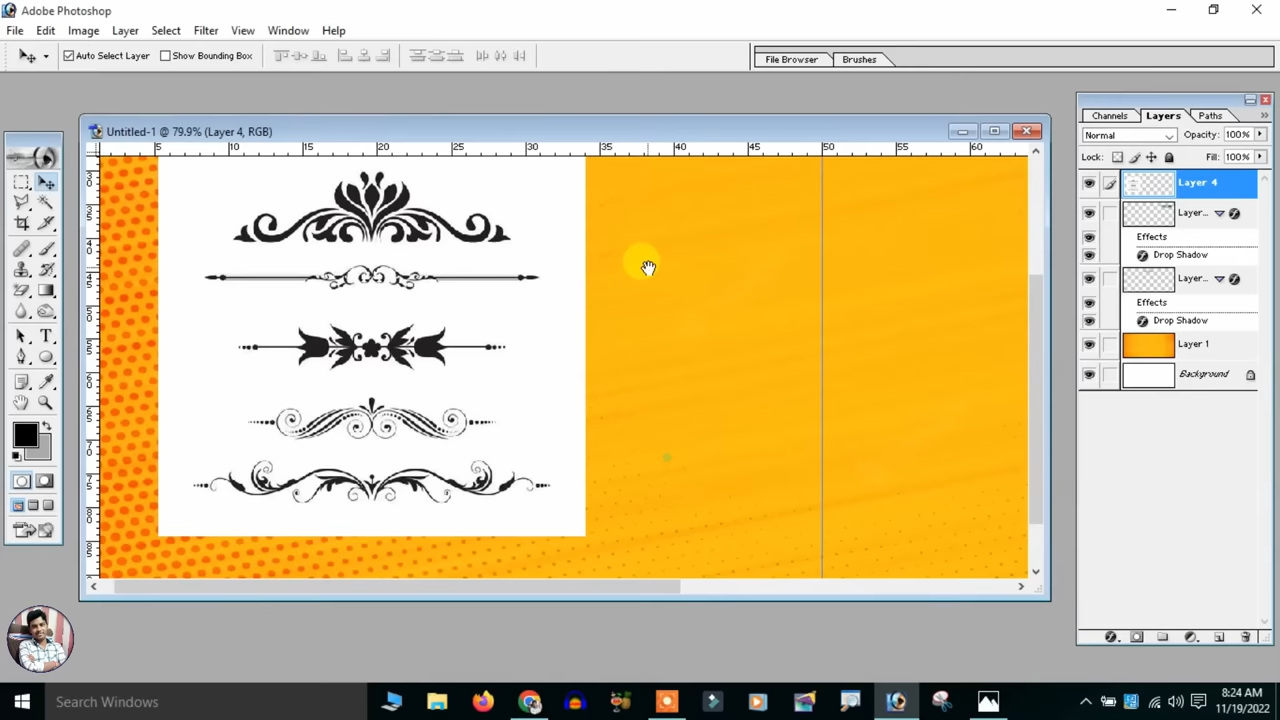 Adobe Photoshop
File Edit Image Layer Select Filter View Window Help
Auto Select Layer Show Bounding Box
File Browser Brushes
Untitled-1 @ 79.9% (Layer 4, RGB)
5 10 15 20 25 30 35 40 45 50 55 60
Channels Layers Paths
Normal Opacity: 100%
Lock: Fill: 100%
Layer 4
Layer...
Effects
Drop Shadow
Layer...
Effects
Drop Shadow
Layer 1
Background
Search Windows
8:24 AM
11/19/2022